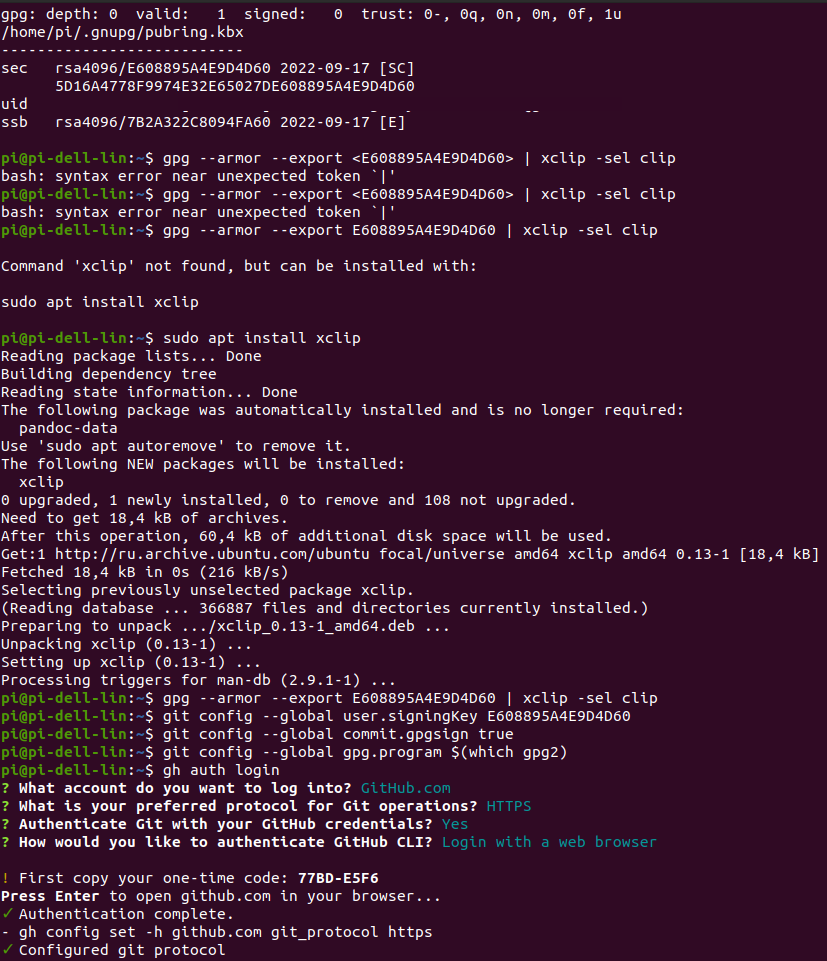 gpg: depth: 0  valid:   1  signed:   0  trust: 0-, 0q, 0n, 0m, 0f, 1u
/home/pi/.gnupg/pubring.kbx
---------------------------
sec   rsa4096/E608895A4E9D4D60 2022-09-17 [SC]
      5D16A4778F9974E32E65027DE608895A4E9D4D60
uid
ssb   rsa4096/7B2A322C8094FA60 2022-09-17 [E]
pi@pi-dell-lin:~$ gpg --armor --export <E608895A4E9D4D60> | xclip -sel clip
bash: syntax error near unexpected token `|'
pi@pi-dell-lin:~$ gpg --armor --export <E608895A4E9D4D60> | xclip -sel clip
bash: syntax error near unexpected token `|'
pi@pi-dell-lin:~$ gpg --armor --export E608895A4E9D4D60 | xclip -sel clip
Command 'xclip' not found, but can be installed with:
sudo apt install xclip
pi@pi-dell-lin:~$ sudo apt install xclip
Reading package lists... Done
Building dependency tree
Reading state information... Done
The following package was automatically installed and is no longer required:
  pandoc-data
Use 'sudo apt autoremove' to remove it.
The following NEW packages will be installed:
  xclip
0 upgraded, 1 newly installed, 0 to remove and 108 not upgraded.
Need to get 18,4 kB of archives.
After this operation, 60,4 kB of additional disk space will be used.
Get:1 http://ru.archive.ubuntu.com/ubuntu focal/universe amd64 xclip amd64 0.13-1 [18,4 kB]
Fetched 18,4 kB in 0s (216 kB/s)
Selecting previously unselected package xclip.
(Reading database ... 366887 files and directories currently installed.)
Preparing to unpack .../xclip_0.13-1_amd64.deb ...
Unpacking xclip (0.13-1) ...
Setting up xclip (0.13-1) ...
Processing triggers for man-db (2.9.1-1) ...
pi@pi-dell-lin:~$ gpg --armor --export E608895A4E9D4D60 | xclip -sel clip
pi@pi-dell-lin:~$ git config --global user.signingKey E608895A4E9D4D60
pi@pi-dell-lin:~$ git config --global commit.gpgsign true
pi@pi-dell-lin:~$ git config --global gpg.program $(which gpg2)
pi@pi-dell-lin:~$ gh auth login
? What account do you want to log into? GitHub.com
? What is your preferred protocol for Git operations? HTTPS
? Authenticate Git with your GitHub credentials? Yes
? How would you like to authenticate GitHub CLI? Login with a web browser
! First copy your one-time code: 77BD-E5F6
Press Enter to open github.com in your browser...
✓ Authentication complete.
- gh config set -h github.com git_protocol https
✓ Configured git protocol